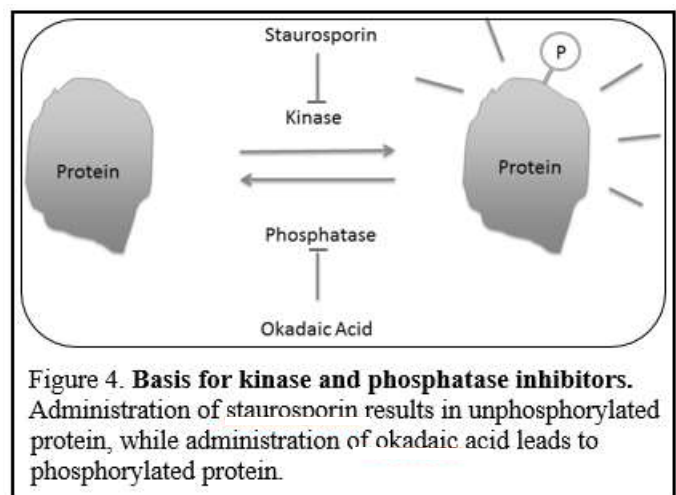 Staurosporin
P
Kinase
Protein
Protein
Phosphatase
Okadaic Acid
Figure 4. Basis for kinase and phosphatase inhibitors.
Administration of staurosporin results in unphosphorylated
protein, while administration of okadaic acid leads to
phosphorylated protein.